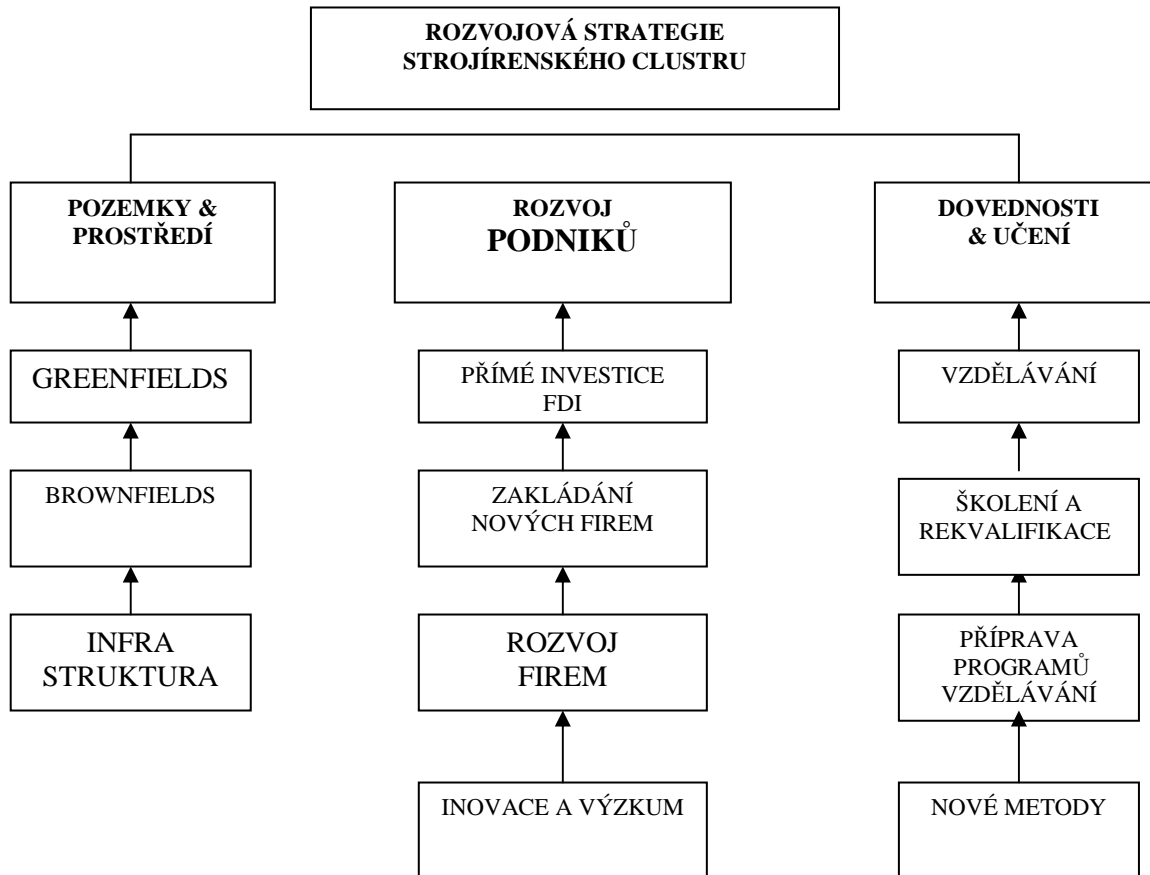 ROZVOJOVÁ STRATEGIE
STROJÍRENSKÉHO CLUSTRU
POZEMKY &
PROSTŘEDÍ
ROZVOJ
PODNIKŮ
DOVEDNOSTI
& UČENÍ
GREENFIELDS
PŘÍMÉ INVESTICE
FDI
VZDĚLÁVÁNÍ
BROWNFIELDS
ZAKLÁDÁNÍ
NOVÝCH FIREM
ŠKOLENÍ A
REKVALIFIKACE
INFRA
STRUKTURA
ROZVOJ
FIREM
PŘÍPRAVA
PROGRAMŮ
VZDĚLÁVÁNÍ
INOVACE A VÝZKUM
NOVÉ METODY